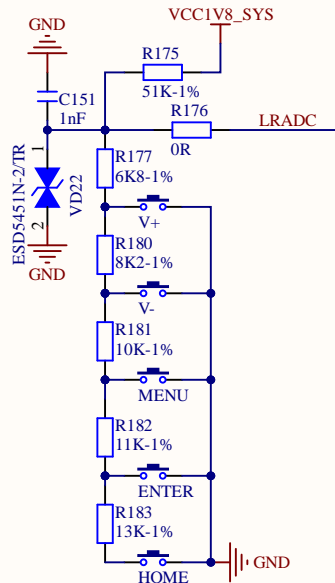 VCC1V8_SYS
GND
R175
51K-1%
C151
1nF
R176
0R
LRADC
ESD5451N-2/TR
1
2
VD22
GND
R177
6K8-1%
V+
R180
8K2-1%
V-
R181
10K-1%
MENU
R182
11K-1%
ENTER
R183
13K-1%
HOME
GND